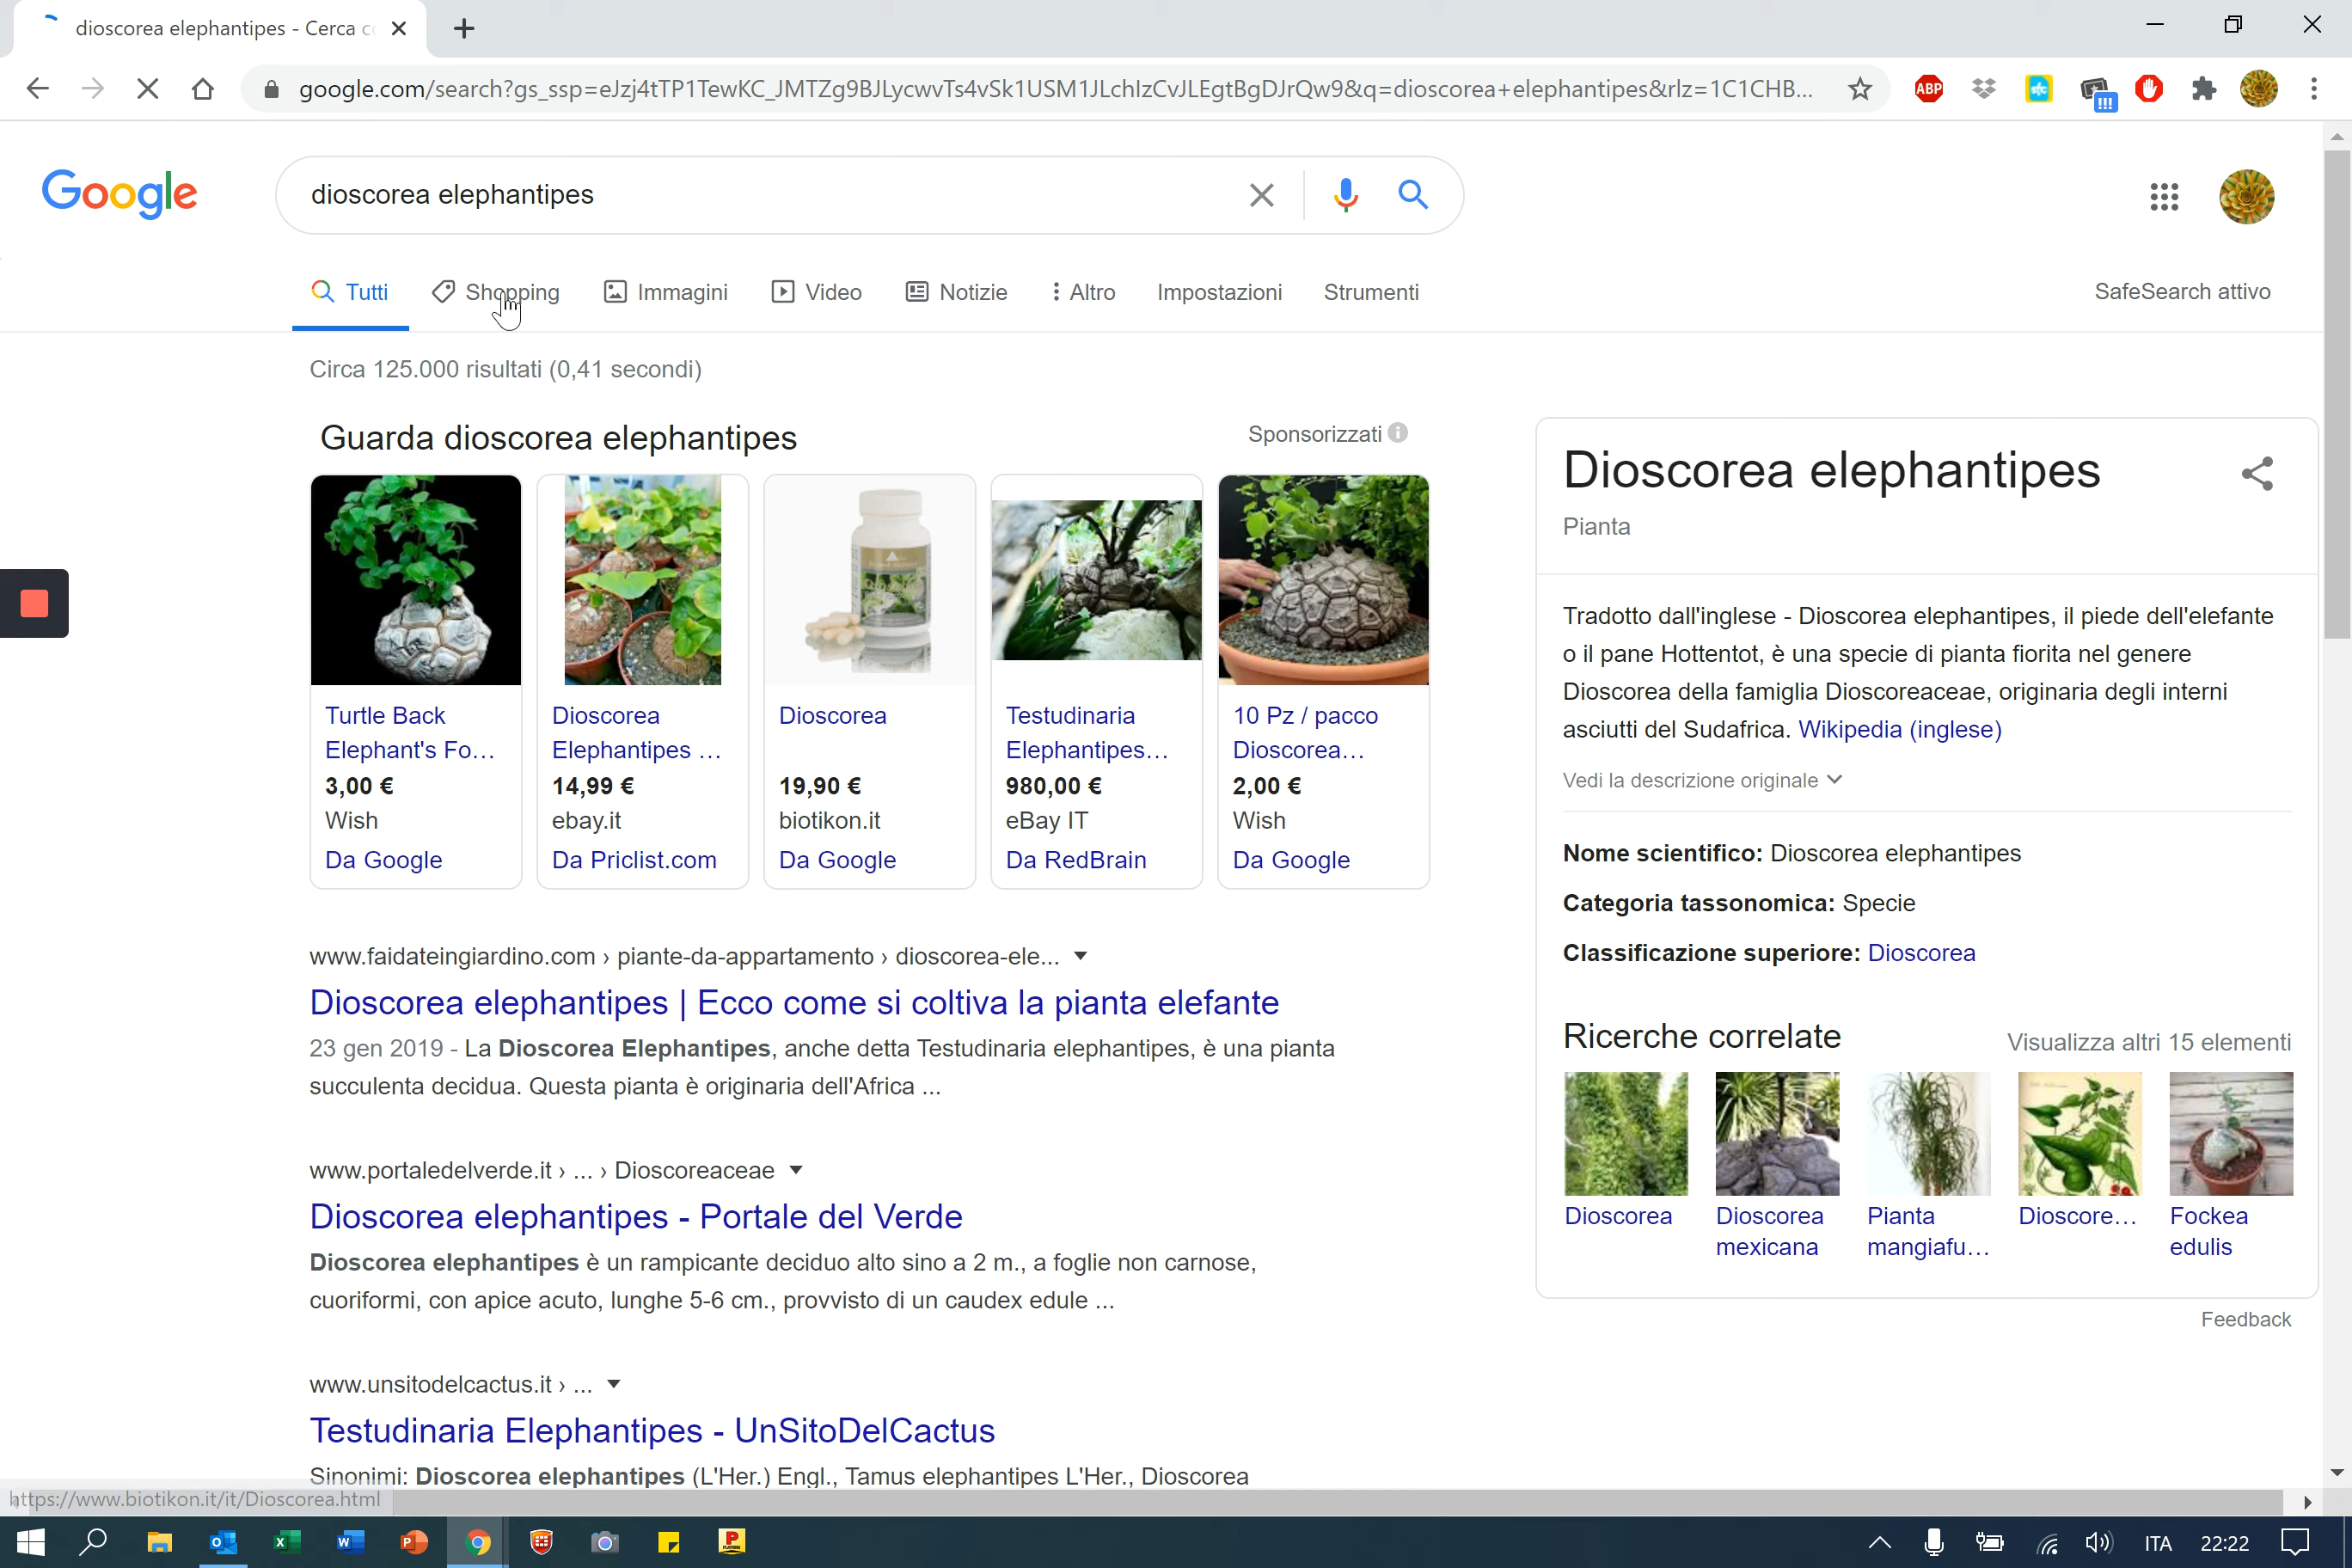 dioscorea elephantipes - Cerca c
google.com/search?gs_ssp=eJzj4tTP1TewKC_JMTZg9BJLycwvTs4vSk1USM1JLchIzCvJLEgtBgDJrQw9&q=dioscorea+elephantipes&rlz=1C1CHB...
ABP
!!!
Google
dioscorea elephantipes
Tutti Shopping Immagini Video Notizie Altro Impostazioni Strumenti SafeSearch attivo
Circa 125.000 risultati (0,41 secondi)
Guarda dioscorea elephantipes
Sponsorizzati
Turtle Back
Elephant's Fo...
3,00 €
Wish
Da Google
Dioscorea
Elephantipes ...
14,99 €
ebay.it
Da Priclist.com
Dioscorea
19,90 €
biotikon.it
Da Google
Testudinaria
Elephantipes...
980,00 €
eBay IT
Da RedBrain
10 Pz / pacco
Dioscorea...
2,00 €
Wish
Da Google
www.faidateingiardino.com › piante-da-appartamento › dioscorea-ele...
Dioscorea elephantipes | Ecco come si coltiva la pianta elefante
23 gen 2019 - La Dioscorea Elephantipes, anche detta Testudinaria elephantipes, è una pianta
succulenta decidua. Questa pianta è originaria dell'Africa ...
www.portaledelverde.it › ... › Dioscoreaceae
Dioscorea elephantipes - Portale del Verde
Dioscorea elephantipes è un rampicante deciduo alto sino a 2 m., a foglie non carnose,
cuoriformi, con apice acuto, lunghe 5-6 cm., provvisto di un caudex edule ...
www.unsitodelcactus.it › ...
Testudinaria Elephantipes - UnSitoDelCactus
Sinonimi: Dioscorea elephantipes (L'Her.) Engl., Tamus elephantipes L'Her., Dioscorea
Dioscorea elephantipes
Pianta
Tradotto dall'inglese - Dioscorea elephantipes, il piede dell'elefante
o il pane Hottentot, è una specie di pianta fiorita nel genere
Dioscorea della famiglia Dioscoreaceae, originaria degli interni
asciutti del Sudafrica. Wikipedia (inglese)
Vedi la descrizione originale
Nome scientifico: Dioscorea elephantipes
Categoria tassonomica: Specie
Classificazione superiore: Dioscorea
Ricerche correlate
Visualizza altri 15 elementi
Dioscorea
Dioscorea
mexicana
Pianta
mangiafu...
Dioscore...
Fockea
edulis
Feedback
https://www.biotikon.it/it/Dioscorea.html
ITA
22:22